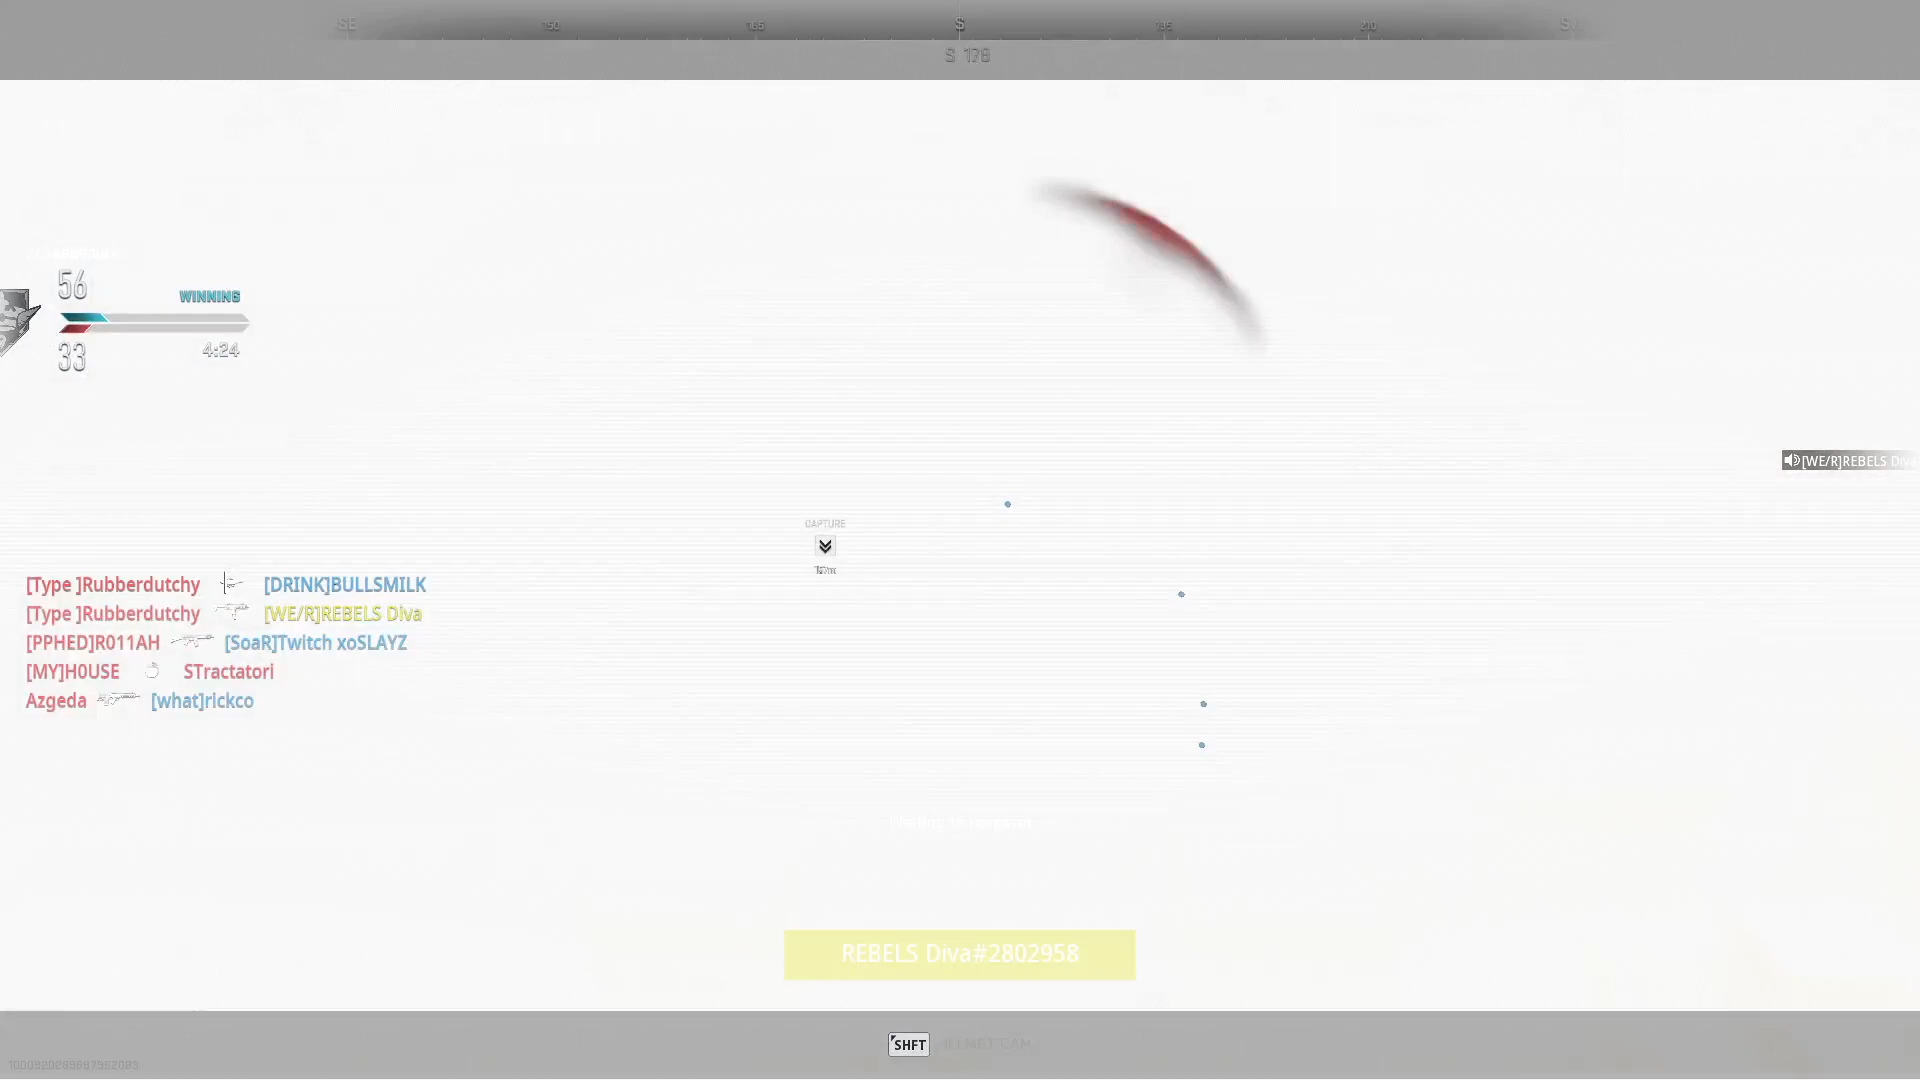 SE 150 165 S 195 210
S 178
56
WINNING
33
4:24
[WE/R]REBELS Diva
CAPTURE
[Type ]Rubberdutchy [DRINK]BULLSMILK
[Type ]Rubberdutchy [WE/R]REBELS Diva
[PPHED]R011AH [SoaR]Twitch xoSLAYZ
[MY]H0USE STractatori
Azgeda [what]rickco
REBELS Diva#2802958
SHFT HELMET CAM